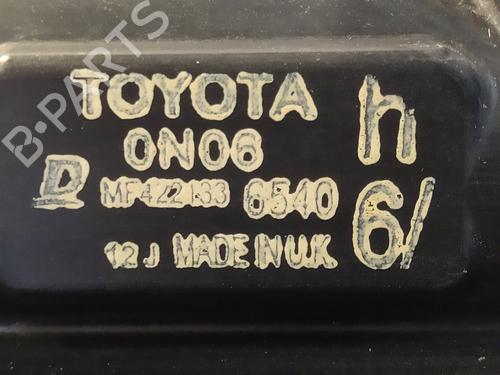 TOYOTA
0N06
D MF422133 6540
12 J MADE IN U.K
h
6/
B-PARTS